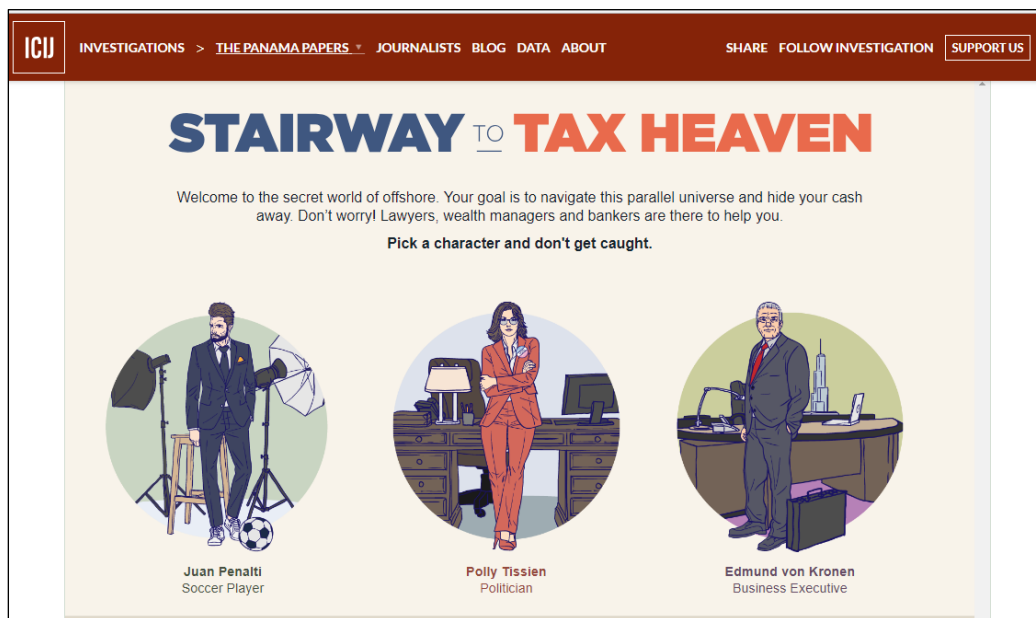 ICIJ INVESTIGATIONS > THE PANAMA PAPERS ▾ JOURNALISTS BLOG DATA ABOUT SHARE FOLLOW INVESTIGATION SUPPORT US
STAIRWAY TO TAX HEAVEN
Welcome to the secret world of offshore. Your goal is to navigate this parallel universe and hide your cash
away. Don't worry! Lawyers, wealth managers and bankers are there to help you.
Pick a character and don't get caught.
Juan Penalti
Soccer Player
Polly Tissien
Politician
Edmund von Kronen
Business Executive